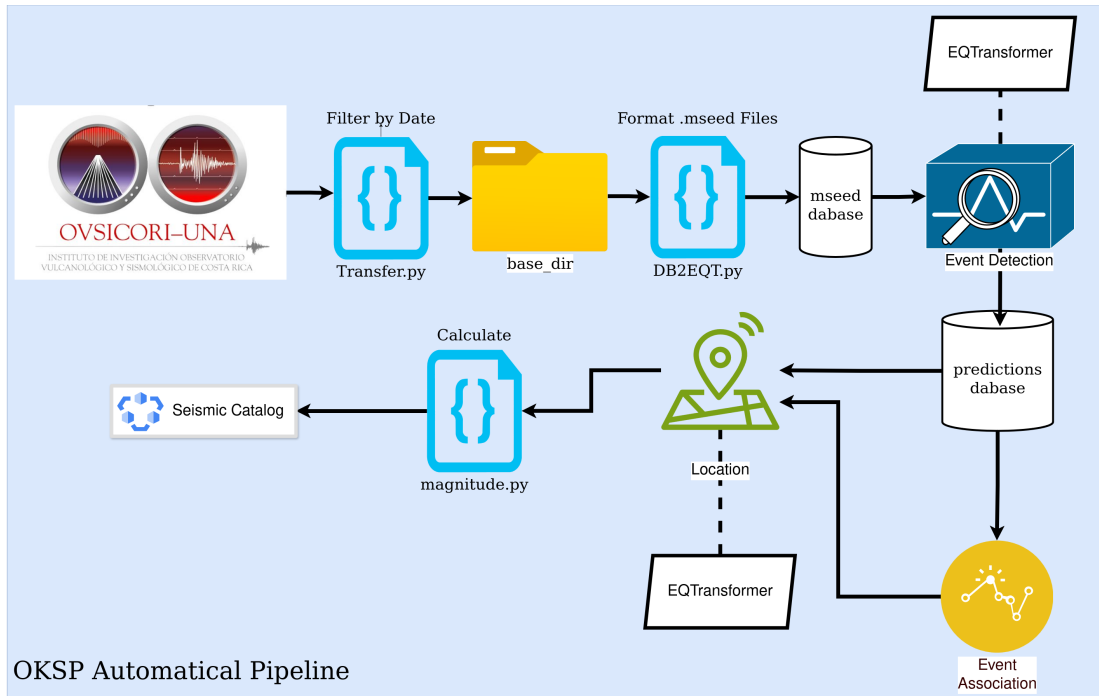 EQTransformer
Filter by Date
Format .mseed Files
OVSICORI–UNA
INSTITUTO DE INVESTIGACIÓN OBSERVATORIO
VULCANOLÓGICO Y SISMOLÓGICO DE COSTA RICA
Transfer.py
base_dir
DB2EQT.py
mseed
dabase
Event Detection
predictions
dabase
Calculate
Seismic Catalog
magnitude.py
Location
EQTransformer
Event
Association
OKSP Automatical Pipeline